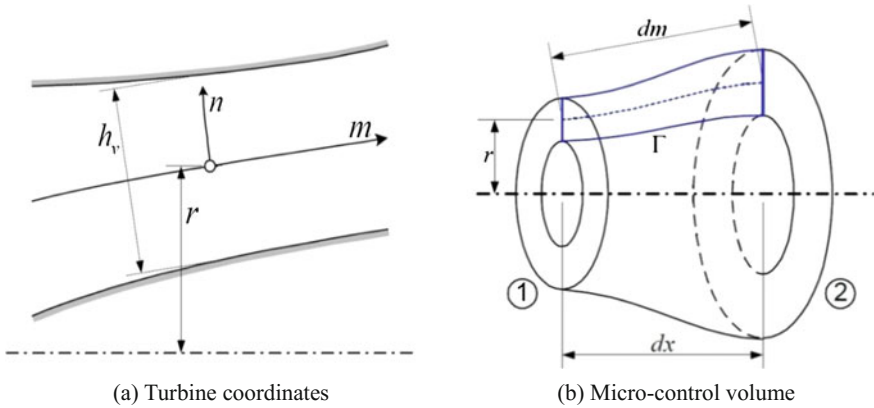 n
m
h_v
r
(a) Turbine coordinates
dm
r
Γ
① ②
dx
(b) Micro-control volume